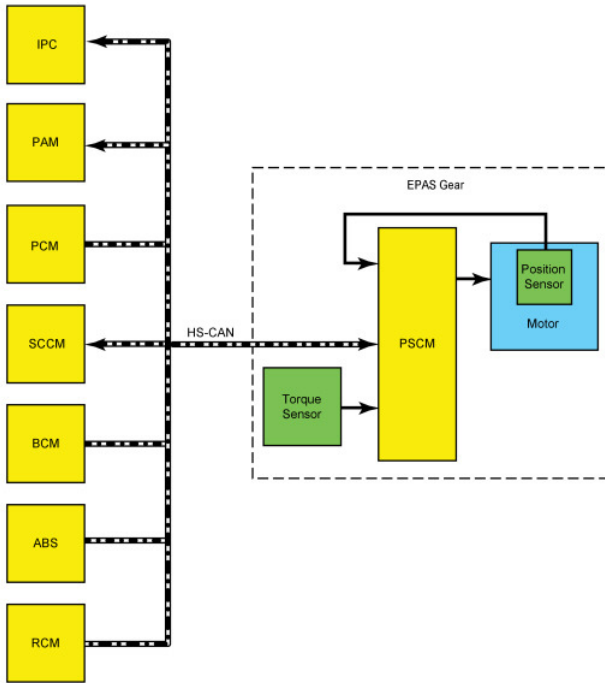 IPC
PAM
PCM
SCCM
BCM
ABS
RCM
HS-CAN
EPAS Gear
PSCM
Position
Sensor
Motor
Torque
Sensor